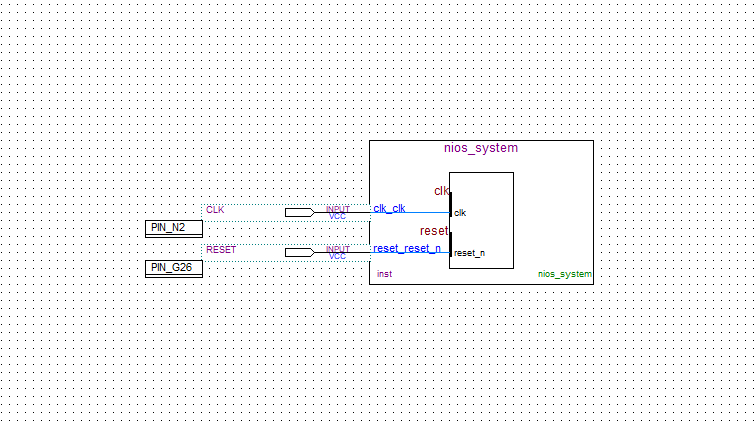 nios_system
clk
CLK
INPUT
VCC
clk_clk
clk
PIN_N2
reset
RESET
INPUT
VCC
reset_reset_n
reset_n
PIN_G26
inst
nios_system